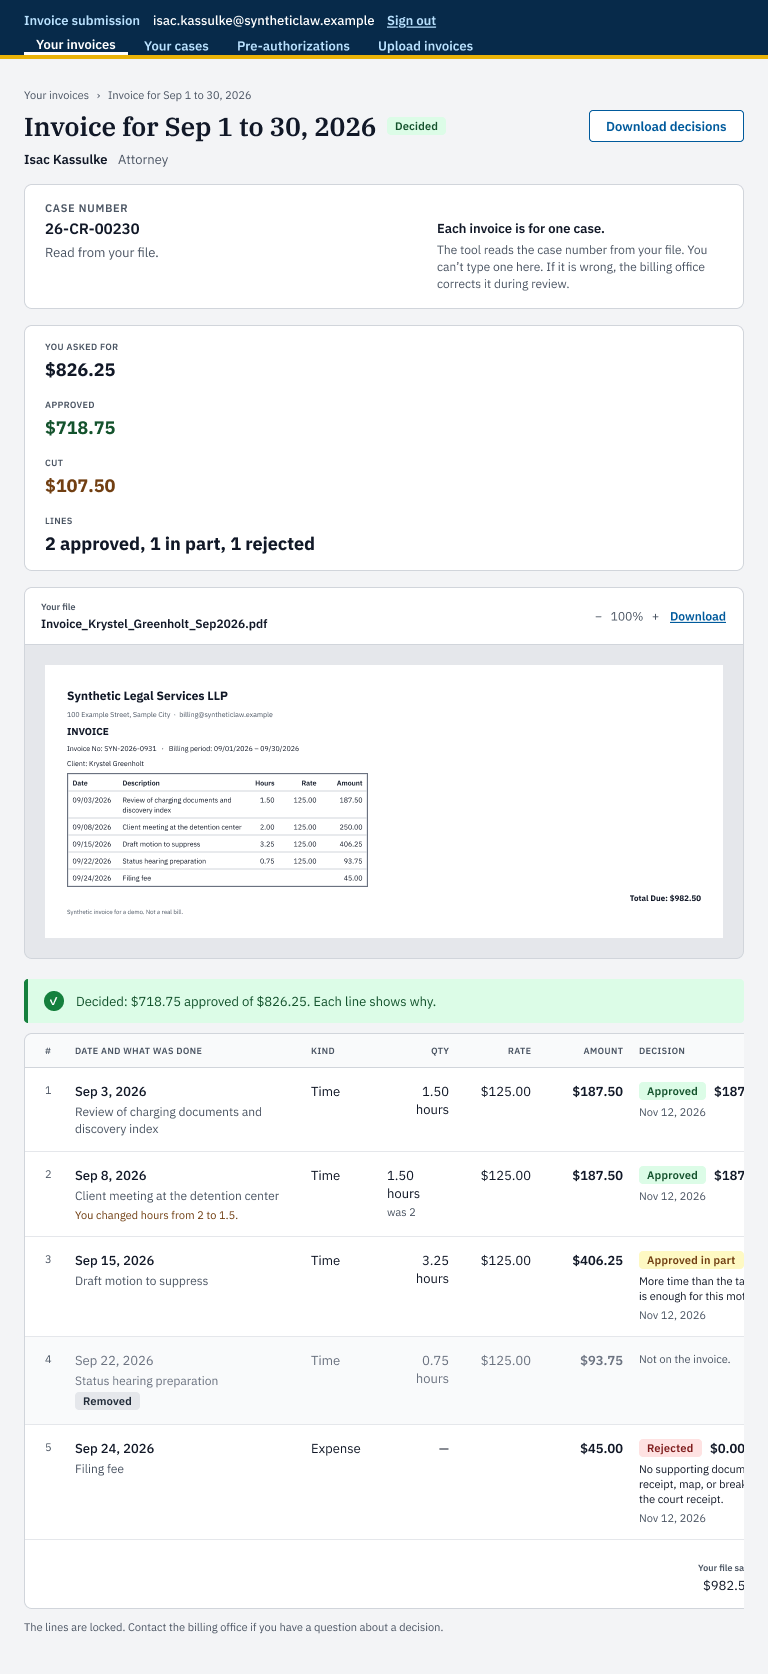 Invoice submission isac.kassulke@syntheticlaw.example Sign out
Your invoices Your cases Pre-authorizations Upload invoices
Your invoices › Invoice for Sep 1 to 30, 2026
Invoice for Sep 1 to 30, 2026 Decided Download decisions
Isac Kassulke Attorney
CASE NUMBER
26-CR-00230
Read from your file.
Each invoice is for one case.
The tool reads the case number from your file. You
can’t type one here. If it is wrong, the billing office
corrects it during review.
YOU ASKED FOR
$826.25
APPROVED
$718.75
CUT
$107.50
LINES
2 approved, 1 in part, 1 rejected
Your file
Invoice_Krystel_Greenholt_Sep2026.pdf
− 100% + Download
Synthetic Legal Services LLP
100 Example Street, Sample City · billing@syntheticlaw.example
INVOICE
Invoice No: SYN-2026-0931 · Billing period: 09/01/2026 – 09/30/2026
Client: Krystel Greenholt
Date Description Hours Rate Amount
09/03/2026 Review of charging documents and 1.50 125.00 187.50
discovery index
09/08/2026 Client meeting at the detention center 2.00 125.00 250.00
09/15/2026 Draft motion to suppress 3.25 125.00 406.25
09/22/2026 Status hearing preparation 0.75 125.00 93.75
09/24/2026 Filing fee 45.00
Total Due: $982.50
Synthetic invoice for a demo. Not a real bill.
Decided: $718.75 approved of $826.25. Each line shows why.
# DATE AND WHAT WAS DONE KIND QTY RATE AMOUNT DECISION
1 Sep 3, 2026 Time 1.50 $125.00 $187.50 Approved $187
Review of charging documents and hours Nov 12, 2026
discovery index
2 Sep 8, 2026 Time 1.50 $125.00 $187.50 Approved $187
Client meeting at the detention center hours Nov 12, 2026
You changed hours from 2 to 1.5. was 2
3 Sep 15, 2026 Time 3.25 $125.00 $406.25 Approved in part
Draft motion to suppress hours More time than the ta
is enough for this mot
Nov 12, 2026
4 Sep 22, 2026 Time 0.75 $125.00 $93.75 Not on the invoice.
Status hearing preparation hours
Removed
5 Sep 24, 2026 Expense — $45.00 Rejected $0.00
Filing fee No supporting docum
receipt, map, or break
the court receipt.
Nov 12, 2026
Your file sa
$982.5
The lines are locked. Contact the billing office if you have a question about a decision.